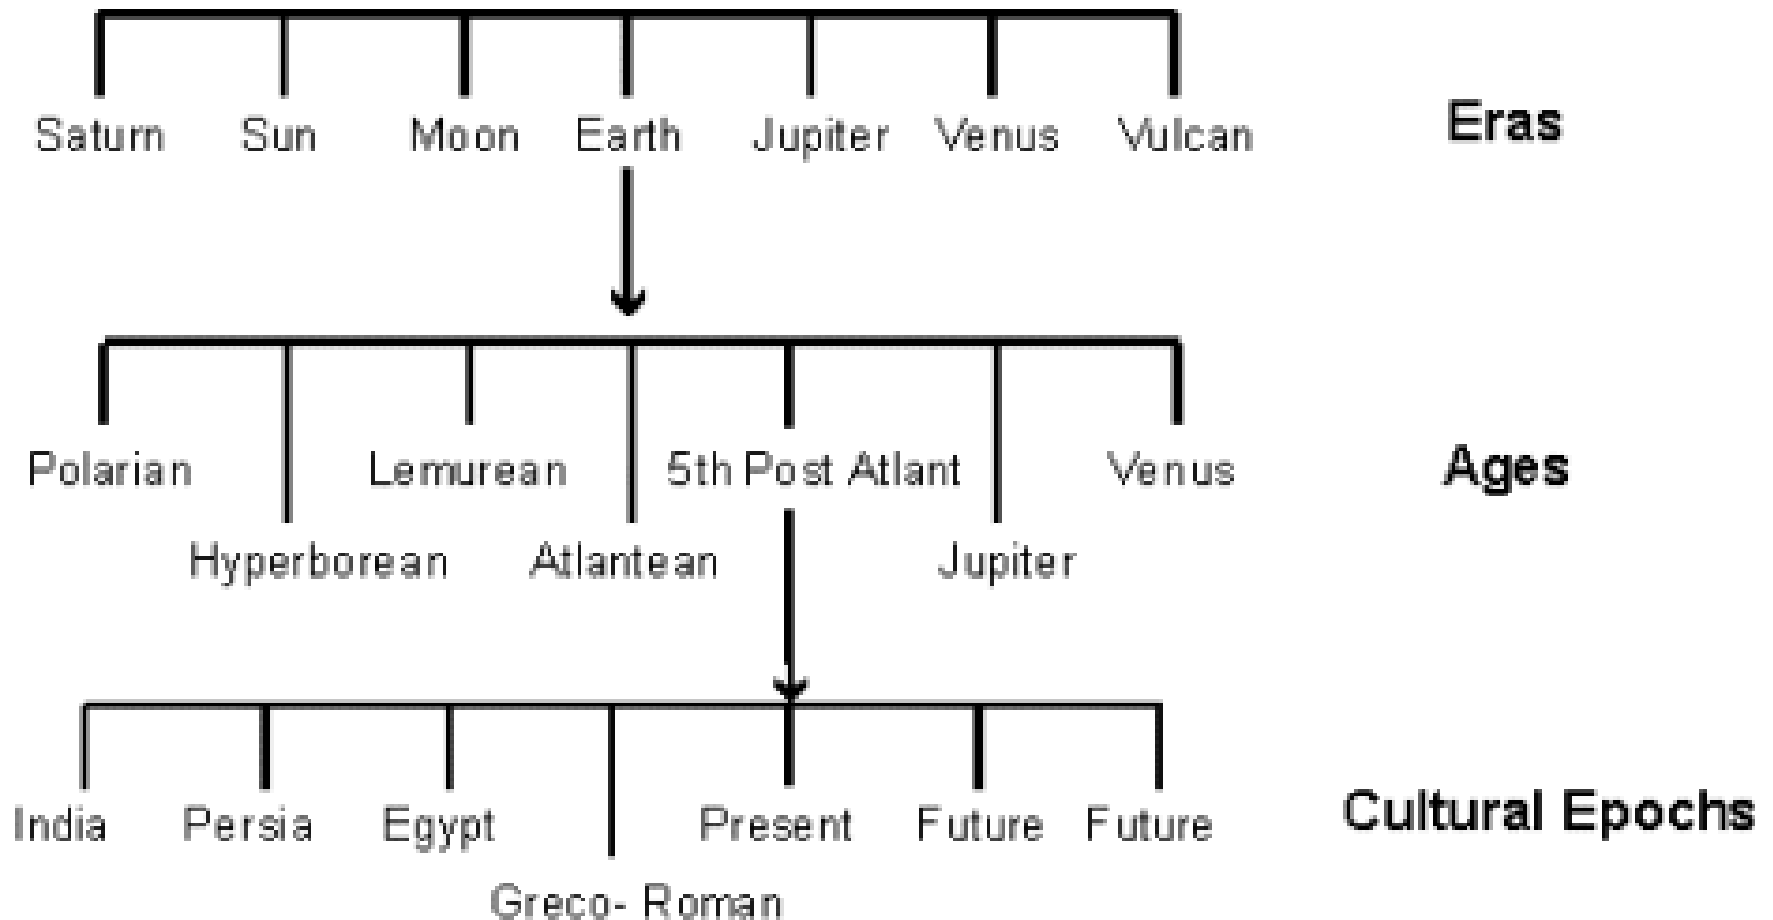 Saturn Sun Moon Earth Jupiter Venus Vulcan Eras
Polarian Lemurean 5th Post Atlant Venus Ages
Hyperborean Atlantean Jupiter
India Persia Egypt Present Future Future Cultural Epochs
Greco- Roman